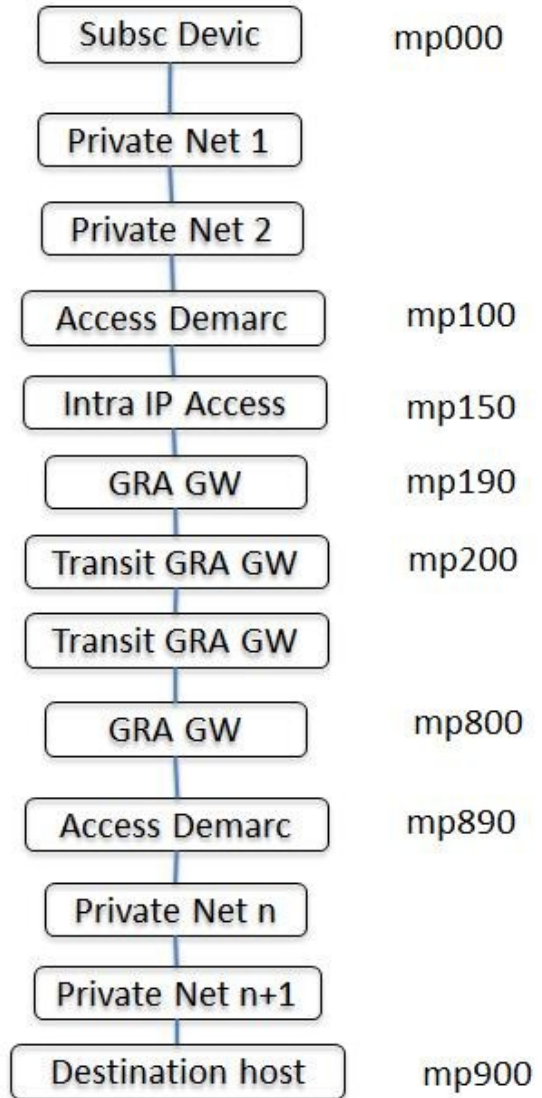 Subsc Devic mp000
Private Net 1
Private Net 2
Access Demarc mp100
Intra IP Access mp150
GRA GW mp190
Transit GRA GW mp200
Transit GRA GW
GRA GW mp800
Access Demarc mp890
Private Net n
Private Net n+1
Destination host mp900